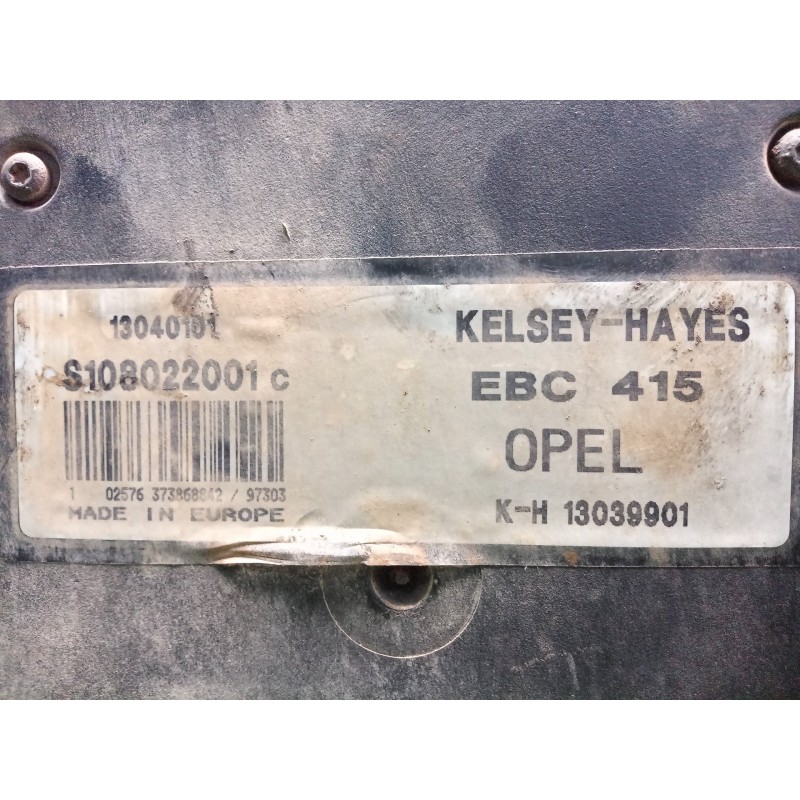 13040101
S108022001 C
1 02576 373868842 / 97303
MADE IN EUROPE
KELSEY-HAYES
EBC 415
OPEL
K-H 13039901